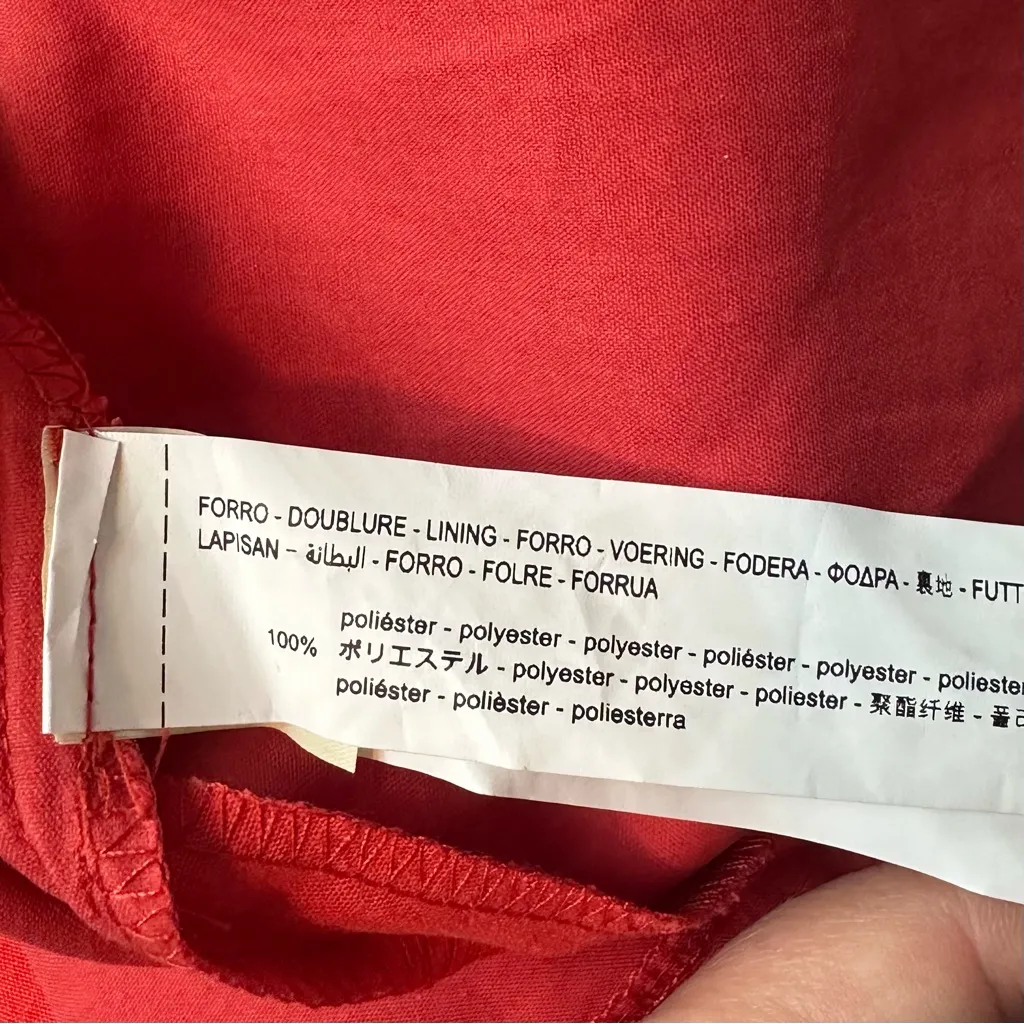 FORRO - DOUBLURE - LINING - FORRO - VOERING - FODERA - ΦΟΔΡΑ - 裏地 - FUTT
LAPISAN - البطانة - FORRO - FOLRE - FORRUA
poliéster - polyester - polyester - poliéster - polyester - poliester
100% ポリエステル - polyester - polyester - poliester - 聚酯纤维 -
poliéster - polièster - poliesterra